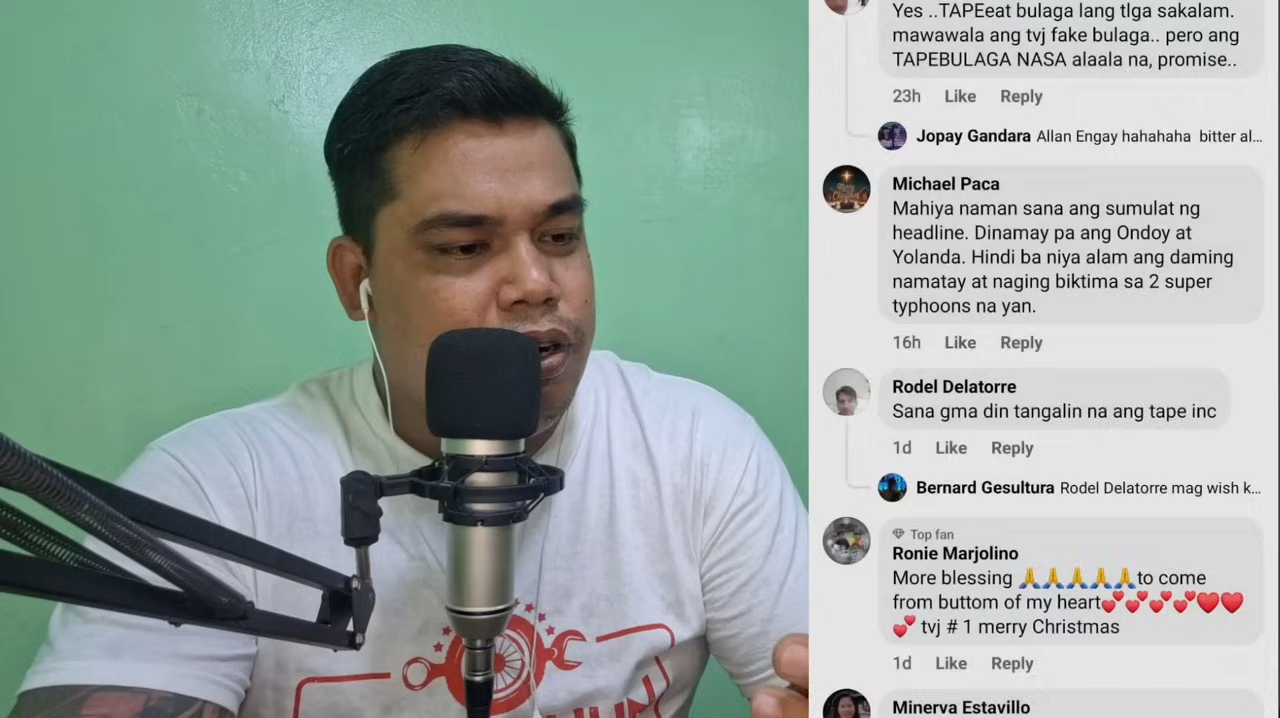 Yes ..TAPEeat bulaga lang tlga sakalam.
mawawala ang tvj fake bulaga.. pero ang
TAPEBULAGA NASA alaala na, promise..
23h Like Reply
Jopay Gandara Allan Engay hahahaha bitter al...
Michael Paca
Mahiya naman sana ang sumulat ng
headline. Dinamay pa ang Ondoy at
Yolanda. Hindi ba niya alam ang daming
namatay at naging biktima sa 2 super
typhoons na yan.
16h Like Reply
Rodel Delatorre
Sana gma din tangalin na ang tape inc
1d Like Reply
Bernard Gesultura Rodel Delatorre mag wish k...
Top fan
Ronie Marjolino
More blessing 🙏🙏🙏🙏🙏to come
from buttom of my heart💕💕💕💕❤️❤️
💕 tvj # 1 merry Christmas
1d Like Reply
Minerva Estavillo